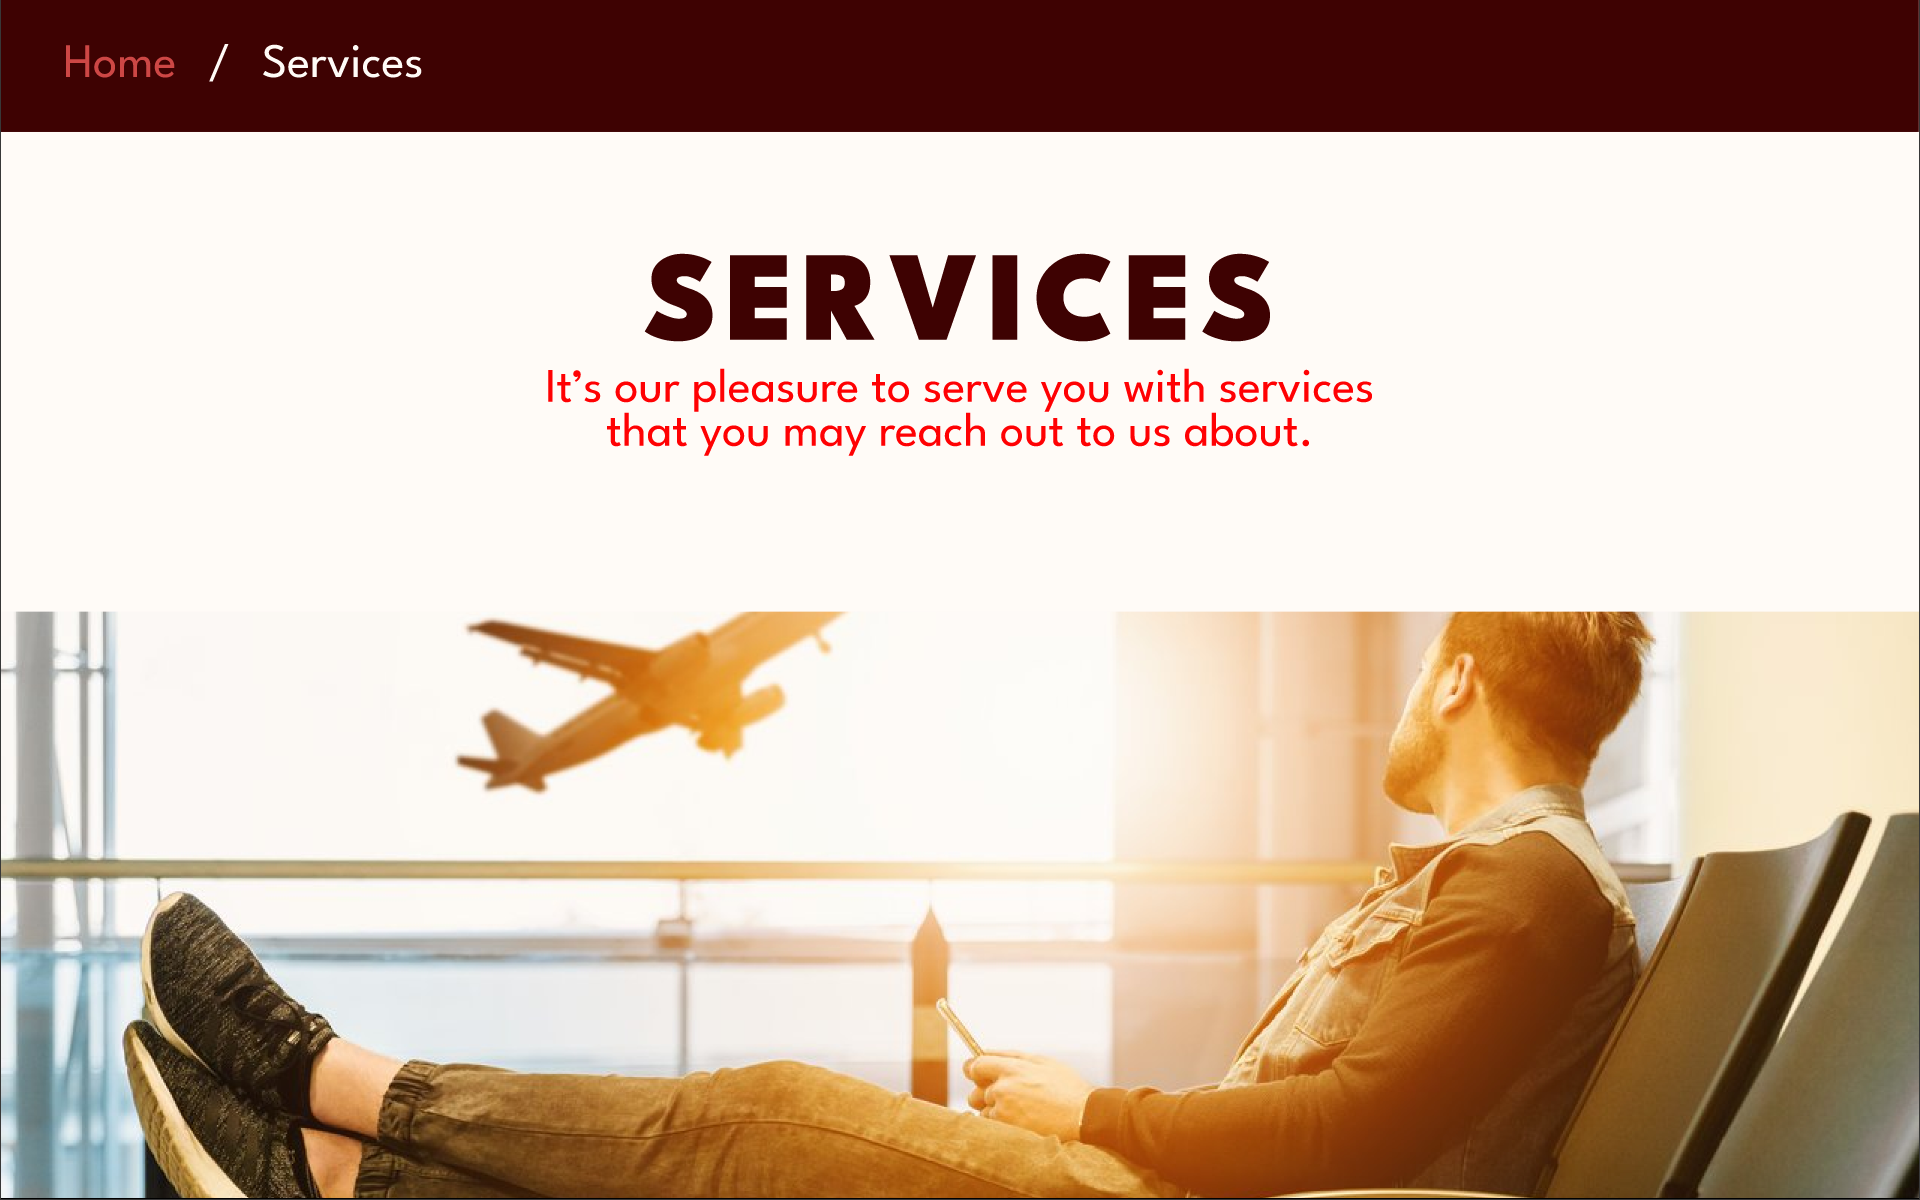 Home / Services
SERVICES
It’s our pleasure to serve you with services
that you may reach out to us about.